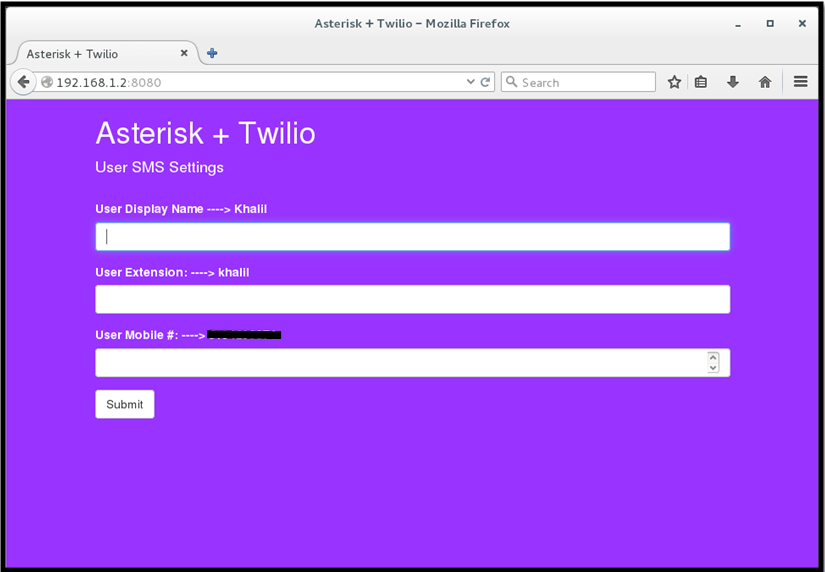 Asterisk + Twilio - Mozilla Firefox
Asterisk + Twilio
192.168.1.2:8080
Search
Asterisk + Twilio
User SMS Settings
User Display Name ----> Khalil
User Extension: ----> khalil
User Mobile #: ---->
Submit